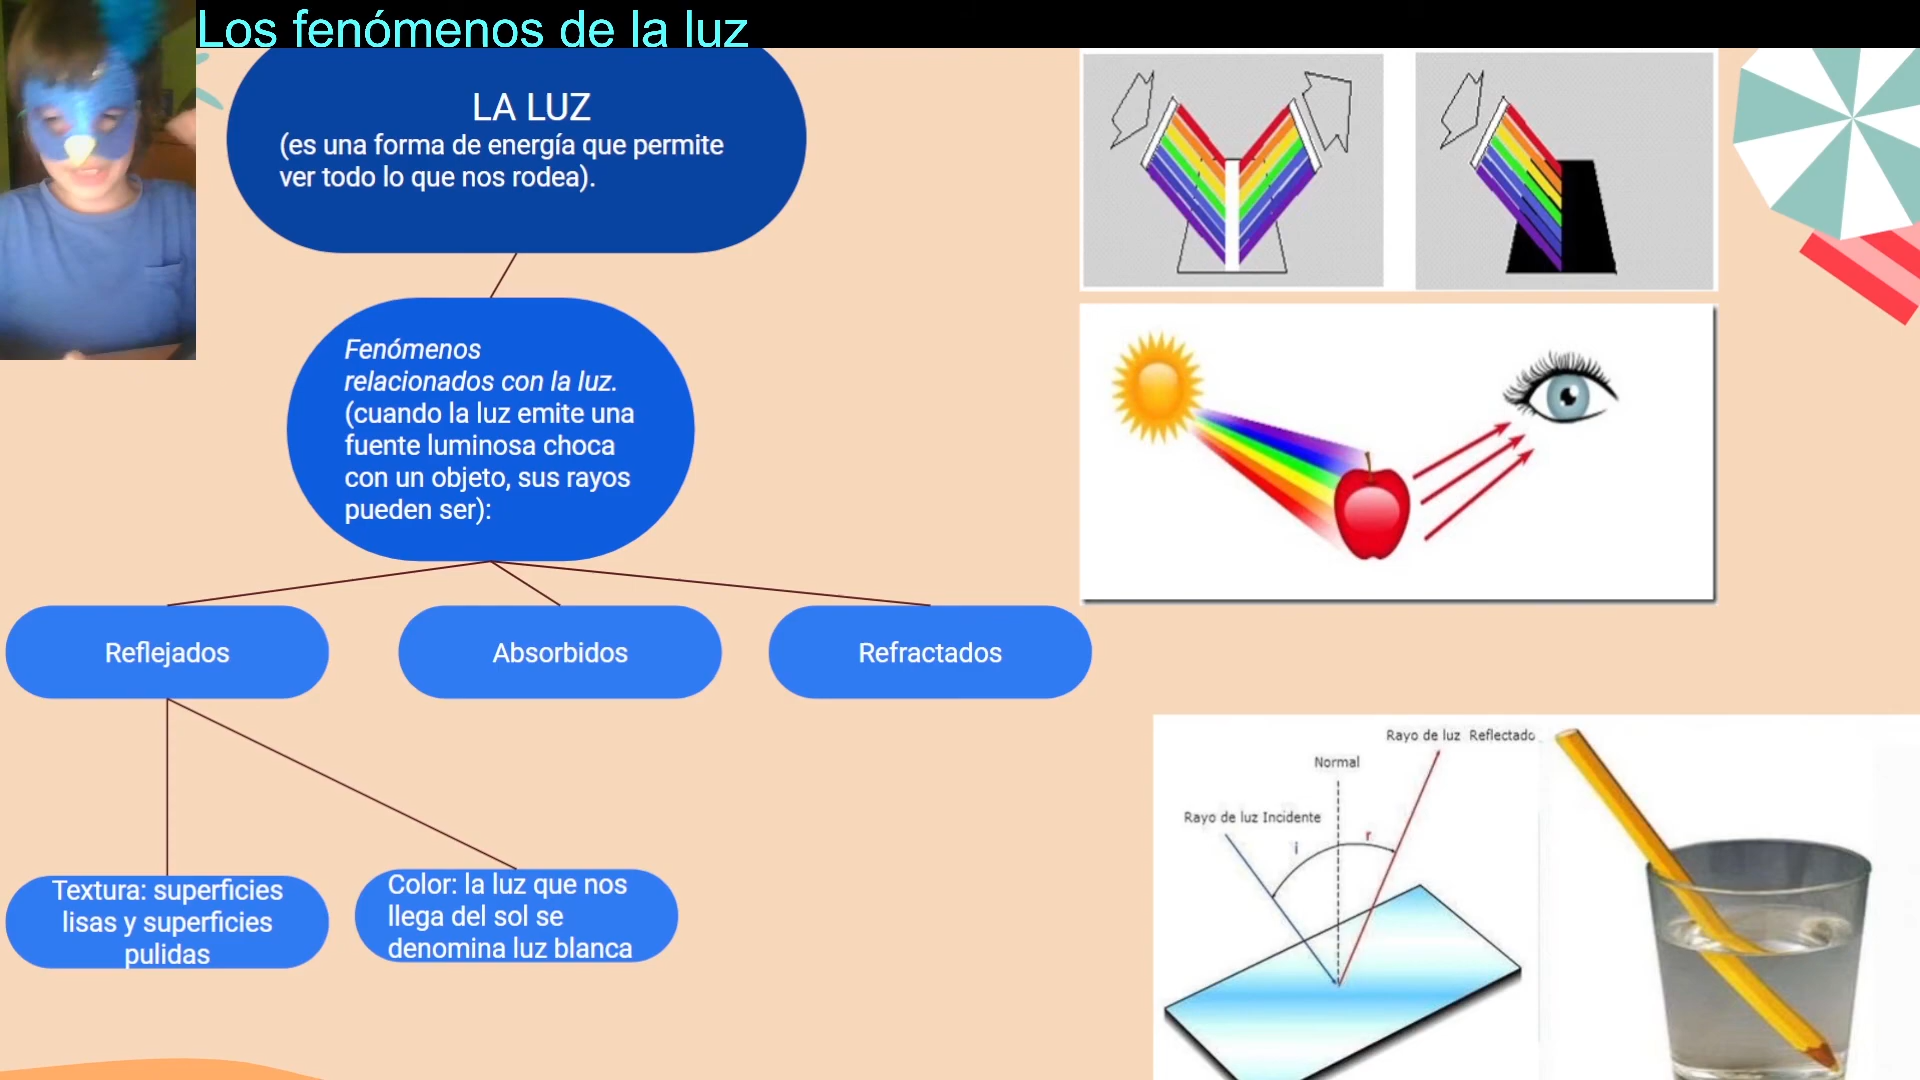 Los fenómenos de la luz
LA LUZ
(es una forma de energía que permite
ver todo lo que nos rodea).
Fenómenos
relacionados con la luz.
(cuando la luz emite una
fuente luminosa choca
con un objeto, sus rayos
pueden ser):
Reflejados
Absorbidos
Refractados
Textura: superficies
lisas y superficies
pulidas
Color: la luz que nos
llega del sol se
denomina luz blanca
Rayo de luz Reflectado
Normal
Rayo de luz Incidente
i
r